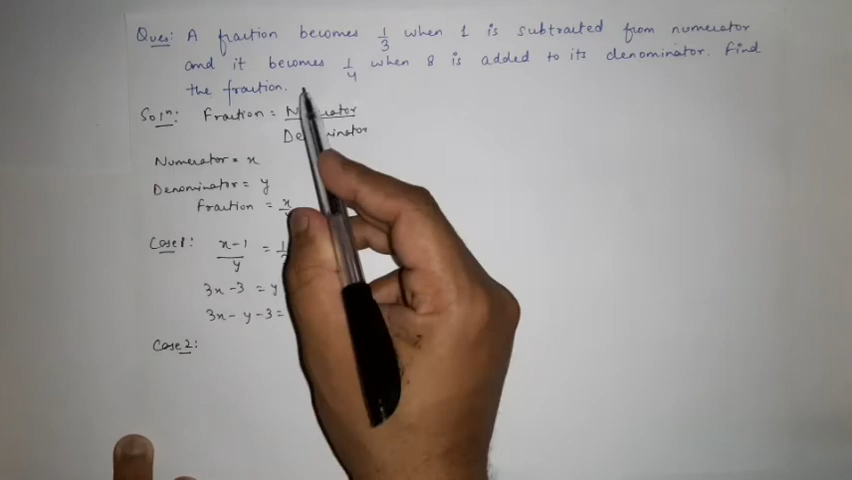 Ques: A fraction becomes 1/3 when 1 is subtracted from numerator
and it becomes 1/4 when 8 is added to its denominator. Find
the fraction.
Solⁿ: Fraction =
Numerator = x
Denominator = y
Fraction = x
Case 1: x-1/y = 1
3x - 3 = y
3x - y - 3 =
Case 2: